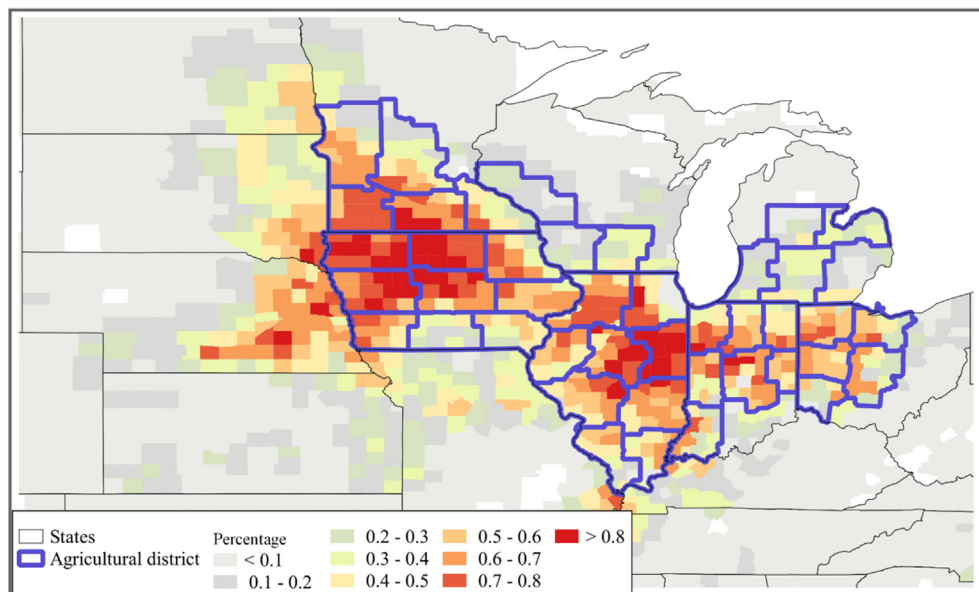 States
Agricultural district
Percentage
< 0.1
0.1 - 0.2
0.2 - 0.3
0.3 - 0.4
0.4 - 0.5
0.5 - 0.6
0.6 - 0.7
0.7 - 0.8
> 0.8